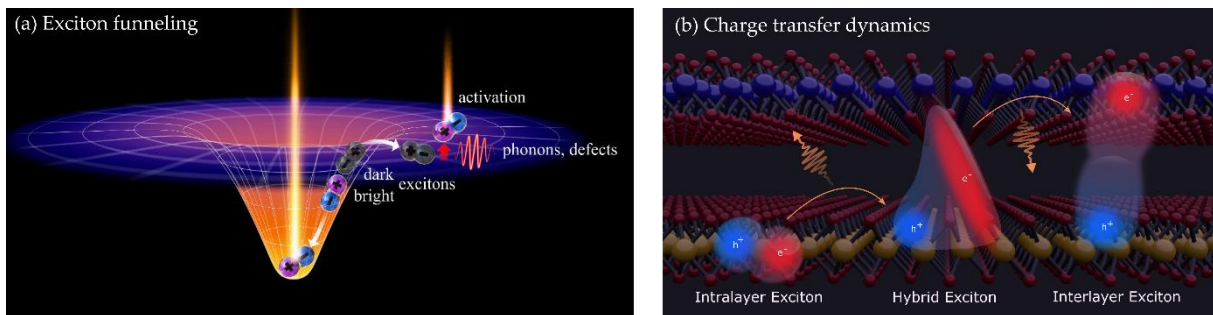 (a) Exciton funneling
activation
phonons, defects
dark excitons
bright
(b) Charge transfer dynamics
e⁻
h⁺
e⁻
h⁺
e⁻
h⁺
Intralayer Exciton
Hybrid Exciton
Interlayer Exciton